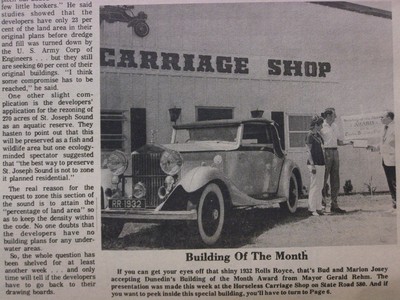 few little hookers." He said
studies showed that the
developers have only 23 per
cent of the land area in their
original plans before dredge
and fill was turned down by
the U. S. Army Corp of
Engineers . . . but they still
are seeking 60 per cent of their
original buildings. "I think
some compromise has to be
reached," he said.
One other slight com-
plication is the developers'
application for the rezoning of
270 acres of St. Joseph Sound
as an aquatic reserve. They
hasten to point out that this
will be preserved as a fish and
wildlife area but one ecology-
minded spectator suggested
that "the best way to preserve
St. Joseph Sound is not to zone
it planned residential."
The real reason for the
request to zone this section of
the sound is to attain the
"percentage of land area" so
as to keep the density within
the code. No one doubts that
the developers have no
building plans for any under-
water areas.
So, the whole question has
been shelved for at least
another week . . . and only
time will tell if the developers
have to go back to their
drawing boards.
CARRIAGE SHOP
RR 1932
Building Of The Month
If you can get your eyes off that shiny 1932 Rolls Royce, that's Bud and Marion Josey
accepting Dunedin's Building of the Month Award from Mayor Gerald Rehm. The
presentation was made this week at the Horseless Carriage Shop on State Road 580. And if
you want to peek inside this special building, you'll have to turn to Page 6.